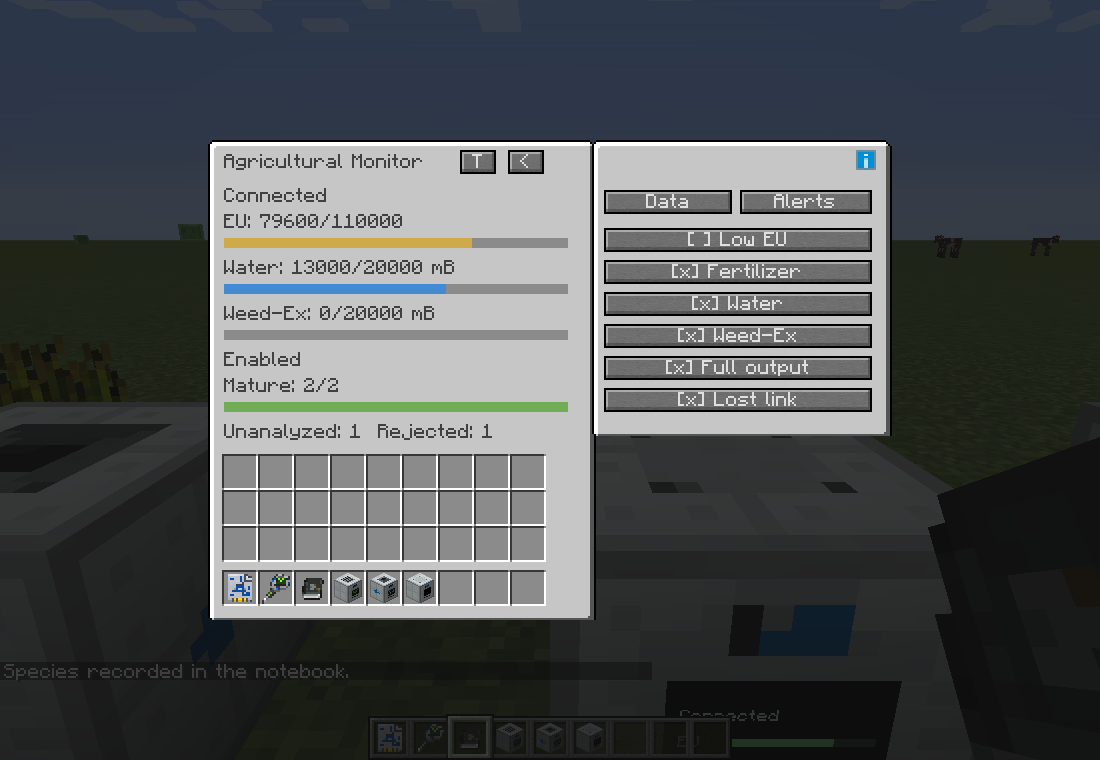 Agricultural Monitor
T
<
Connected
EU: 79600/110000
Water: 13000/20000 mB
Weed-Ex: 0/20000 mB
Enabled
Mature: 2/2
Unanalyzed: 1 Rejected: 1
i
Data
Alerts
[ ] Low EU
[x] Fertilizer
[x] Water
[x] Weed-Ex
[x] Full output
[x] Lost link
Species recorded in the notebook.
Connected
EU